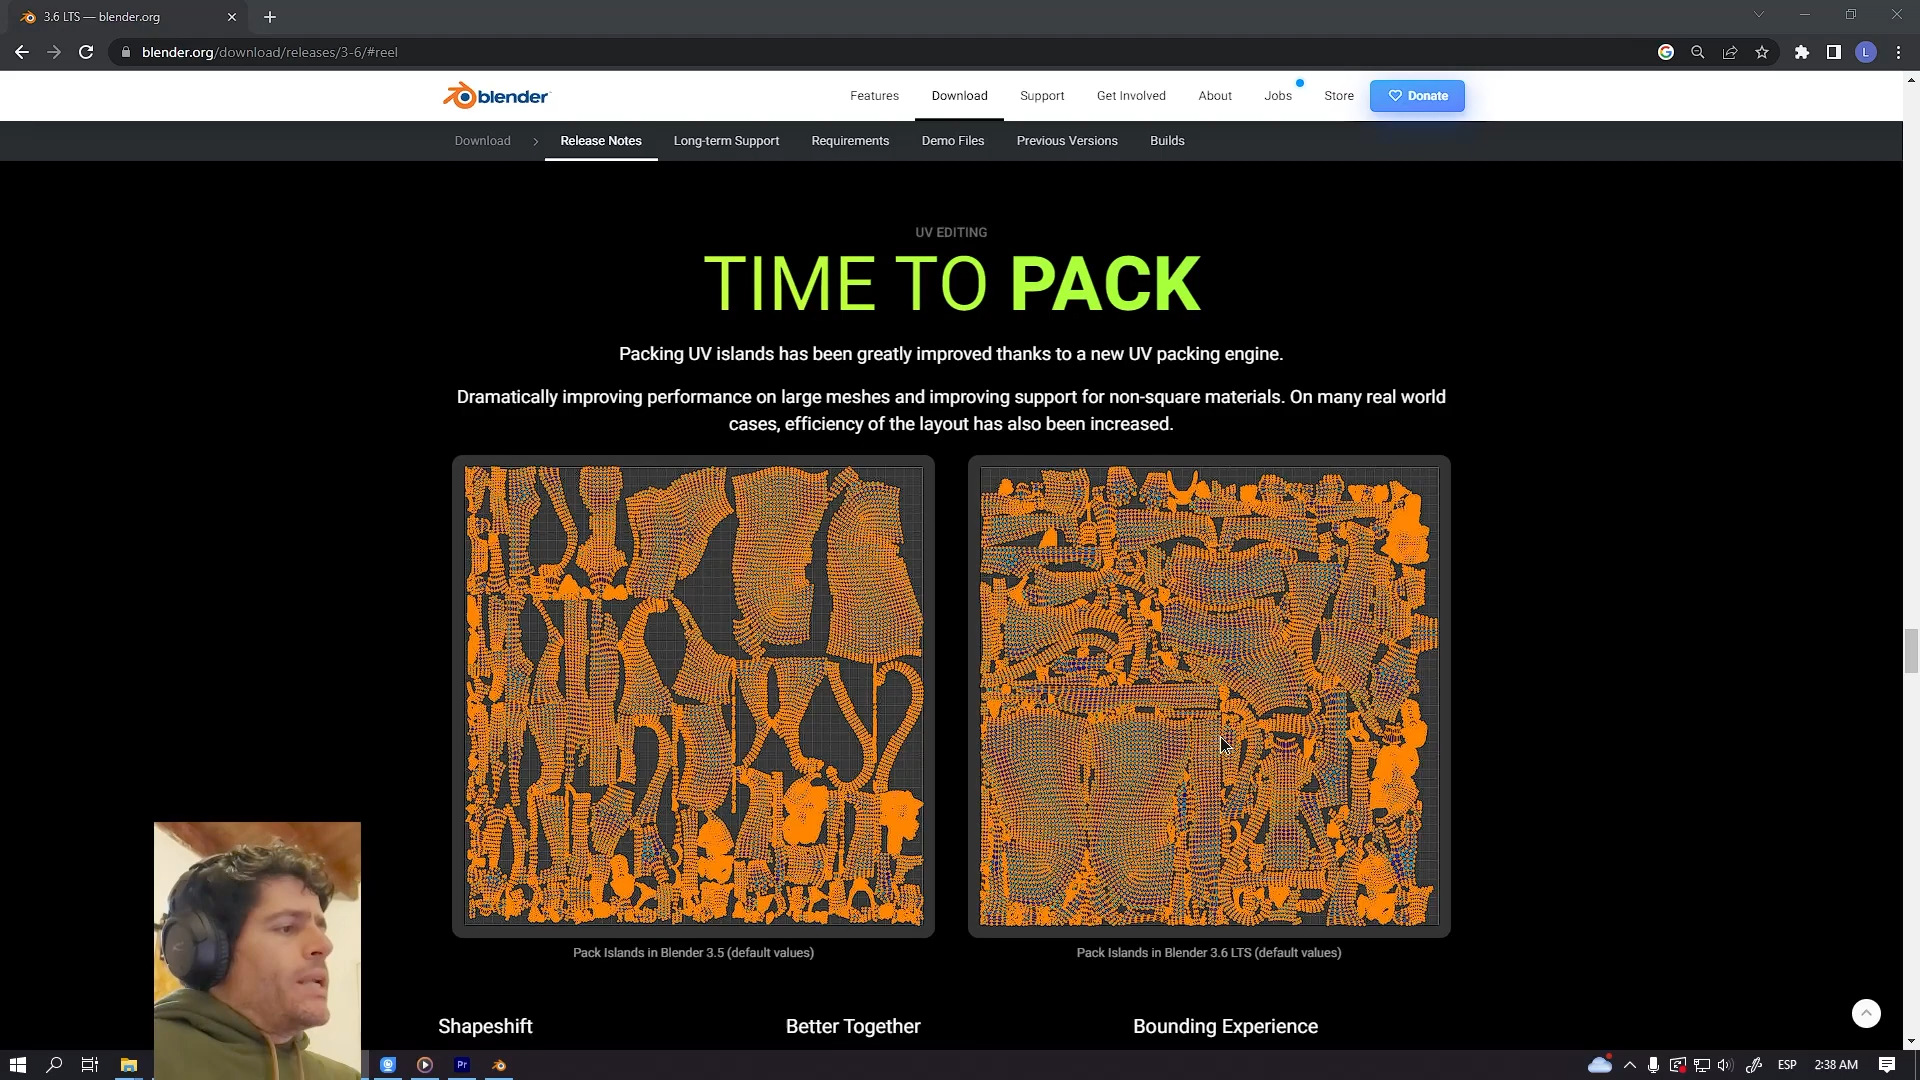 3.6 LTS — blender.org
blender.org/download/releases/3-6/#reel
L
blender
Features
Download
Support
Get Involved
About
Jobs
Store
Donate
Download
Release Notes
Long-term Support
Requirements
Demo Files
Previous Versions
Builds
UV EDITING
TIME TO PACK
Packing UV islands has been greatly improved thanks to a new UV packing engine.
Dramatically improving performance on large meshes and improving support for non-square materials. On many real world
cases, efficiency of the layout has also been increased.
Pack Islands in Blender 3.5 (default values)
Pack Islands in Blender 3.6 LTS (default values)
Shapeshift
Better Together
Bounding Experience
Pr
ESP
2:38 AM